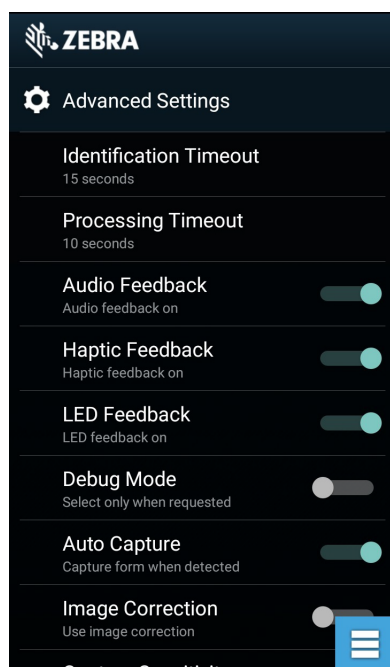 ZEBRA
Advanced Settings
Identification Timeout
15 seconds
Processing Timeout
10 seconds
Audio Feedback
Audio feedback on
Haptic Feedback
Haptic feedback on
LED Feedback
LED feedback on
Debug Mode
Select only when requested
Auto Capture
Capture form when detected
Image Correction
Use image correction